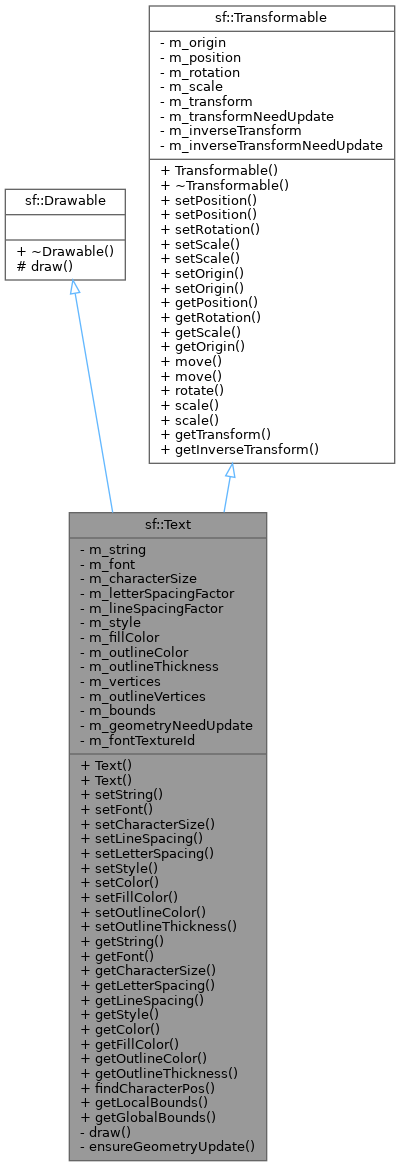 sf::Transformable
- m_origin
- m_position
- m_rotation
- m_scale
- m_transform
- m_transformNeedUpdate
- m_inverseTransform
- m_inverseTransformNeedUpdate
+ Transformable()
+ ~Transformable()
+ setPosition()
+ setPosition()
+ setRotation()
+ setScale()
+ setScale()
+ setOrigin()
+ setOrigin()
+ getPosition()
+ getRotation()
+ getScale()
+ getOrigin()
+ move()
+ move()
+ rotate()
+ scale()
+ scale()
+ getTransform()
+ getInverseTransform()
sf::Drawable
+ ~Drawable()
# draw()
sf::Text
- m_string
- m_font
- m_characterSize
- m_letterSpacingFactor
- m_lineSpacingFactor
- m_style
- m_fillColor
- m_outlineColor
- m_outlineThickness
- m_vertices
- m_outlineVertices
- m_bounds
- m_geometryNeedUpdate
- m_fontTextureId
+ Text()
+ Text()
+ setString()
+ setFont()
+ setCharacterSize()
+ setLineSpacing()
+ setLetterSpacing()
+ setStyle()
+ setColor()
+ setFillColor()
+ setOutlineColor()
+ setOutlineThickness()
+ getString()
+ getFont()
+ getCharacterSize()
+ getLetterSpacing()
+ getLineSpacing()
+ getStyle()
+ getColor()
+ getFillColor()
+ getOutlineColor()
+ getOutlineThickness()
+ findCharacterPos()
+ getLocalBounds()
+ getGlobalBounds()
- draw()
- ensureGeometryUpdate()